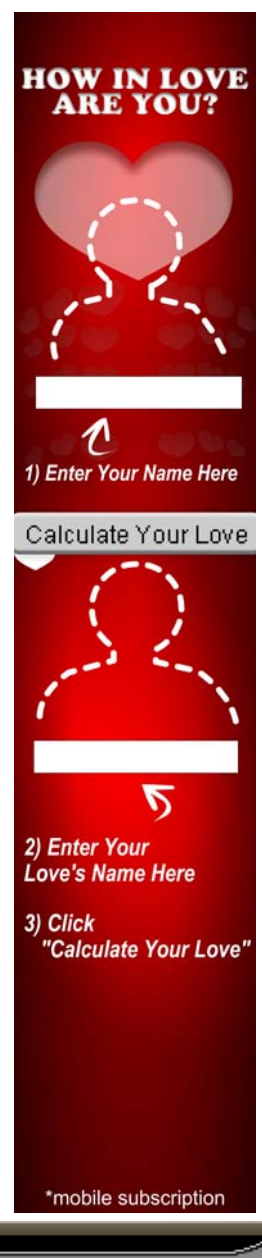 HOW IN LOVE
ARE YOU?
1) Enter Your Name Here
Calculate Your Love
2) Enter Your
Love's Name Here
3) Click
"Calculate Your Love"
*mobile subscription